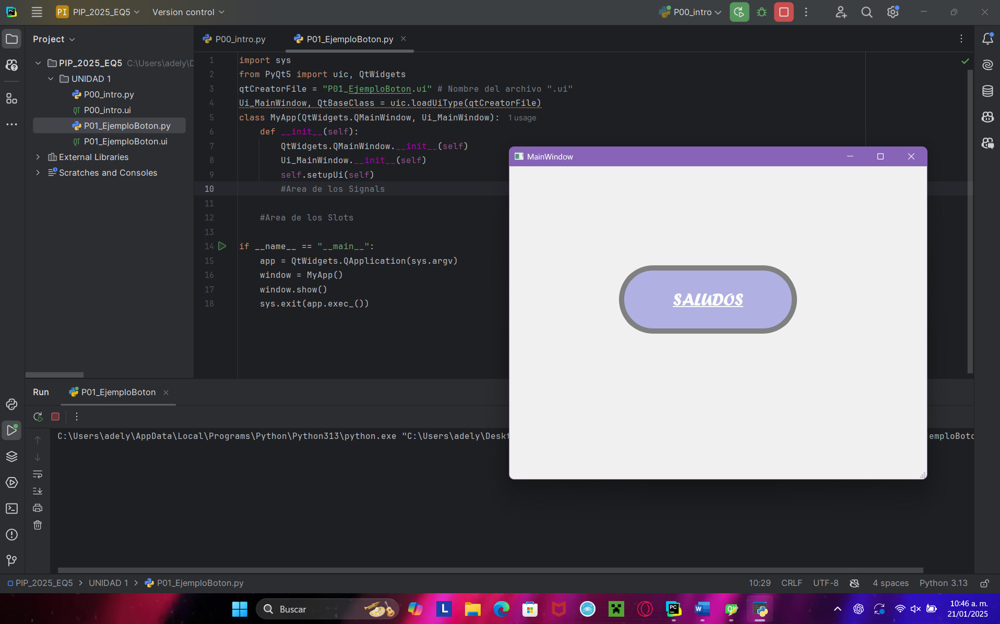 PI PIP_2025_EQ5 Version control P00_intro
Project
PIP_2025_EQ5 C:\Users\adely\D
UNIDAD 1
P00_intro.py
P00_intro.ui
P01_EjemploBoton.py
P01_EjemploBoton.ui
External Libraries
Scratches and Consoles
P00_intro.py P01_EjemploBoton.py
1 import sys
2 from PyQt5 import uic, QtWidgets
3 qtCreatorFile = "P01_EjemploBoton.ui" # Nombre del archivo ".ui"
4 Ui_MainWindow, QtBaseClass = uic.loadUiType(qtCreatorFile)
5 class MyApp(QtWidgets.QMainWindow, Ui_MainWindow): 1 usage
6 def __init__(self):
7 QtWidgets.QMainWindow.__init__(self)
8 Ui_MainWindow.__init__(self)
9 self.setupUi(self)
10 #Area de los Signals
11
12 #Area de los Slots
13
14 if __name__ == "__main__":
15 app = QtWidgets.QApplication(sys.argv)
16 window = MyApp()
17 window.show()
18 sys.exit(app.exec_())
MainWindow
SALUDOS
Run P01_EjemploBoton
C:\Users\adely\AppData\Local\Programs\Python\Python313\python.exe "C:\Users\adely\Deskt emploBoto
PIP_2025_EQ5 > UNIDAD 1 > P01_EjemploBoton.py
10:29 CRLF UTF-8 4 spaces Python 3.13
Buscar
10:46 a. m.
21/01/2025